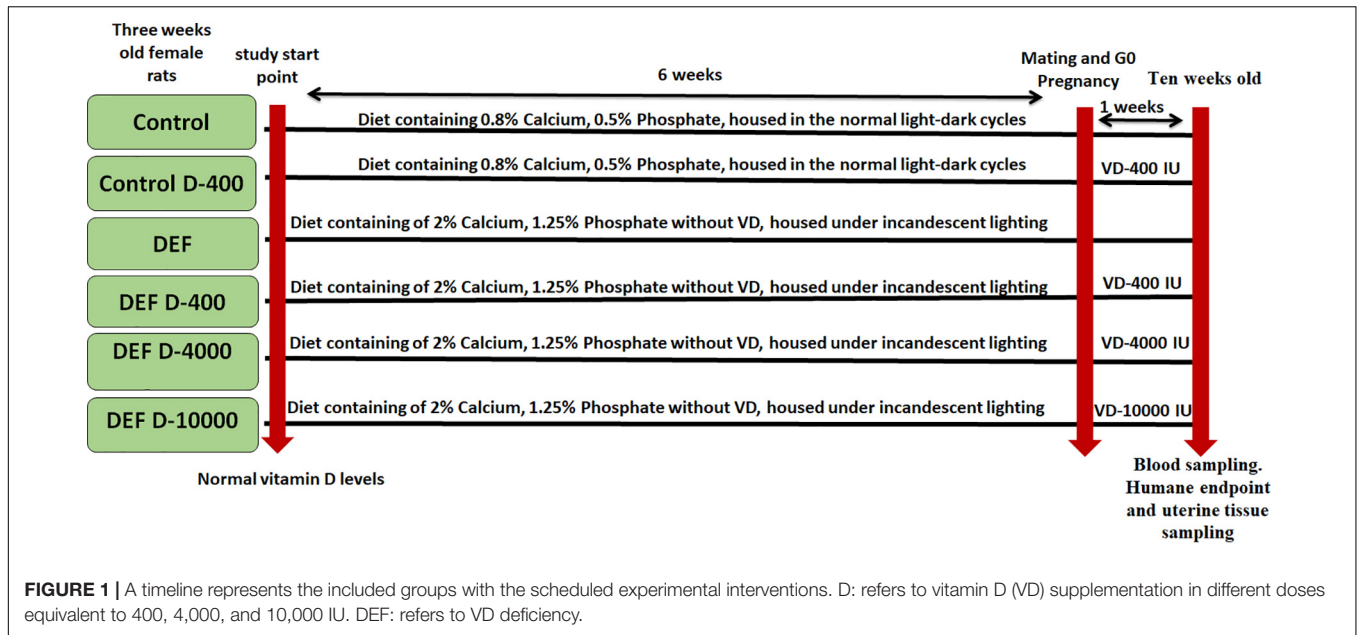 Three weeks
old female
rats
study start
point
6 weeks
Mating and G0
Pregnancy
Ten weeks old
1 weeks
Control
Diet containing 0.8% Calcium, 0.5% Phosphate, housed in the normal light-dark cycles
Control D-400
Diet containing 0.8% Calcium, 0.5% Phosphate, housed in the normal light-dark cycles
VD-400 IU
DEF
Diet containing of 2% Calcium, 1.25% Phosphate without VD, housed under incandescent lighting
DEF D-400
Diet containing of 2% Calcium, 1.25% Phosphate without VD, housed under incandescent lighting
VD-400 IU
DEF D-4000
Diet containing of 2% Calcium, 1.25% Phosphate without VD, housed under incandescent lighting
VD-4000 IU
DEF D-10000
Diet containing of 2% Calcium, 1.25% Phosphate without VD, housed under incandescent lighting
VD-10000 IU
Normal vitamin D levels
Blood sampling.
Humane endpoint
and uterine tissue
sampling
FIGURE 1 | A timeline represents the included groups with the scheduled experimental interventions. D: refers to vitamin D (VD) supplementation in different doses
equivalent to 400, 4,000, and 10,000 IU. DEF: refers to VD deficiency.